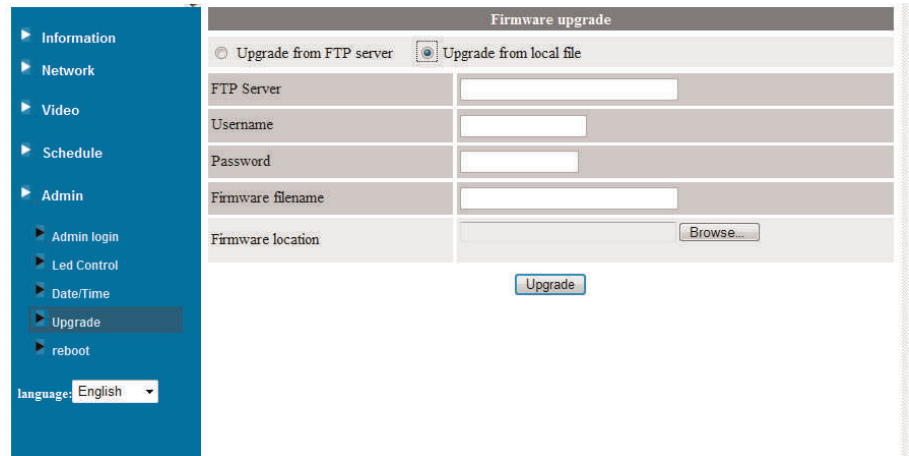 Information
Network
Video
Schedule
Admin
Admin login
Led Control
Date/Time
Upgrade
reboot
language: English
Firmware upgrade
Upgrade from FTP server Upgrade from local file
FTP Server
Username
Password
Firmware filename
Firmware location Browse...
Upgrade